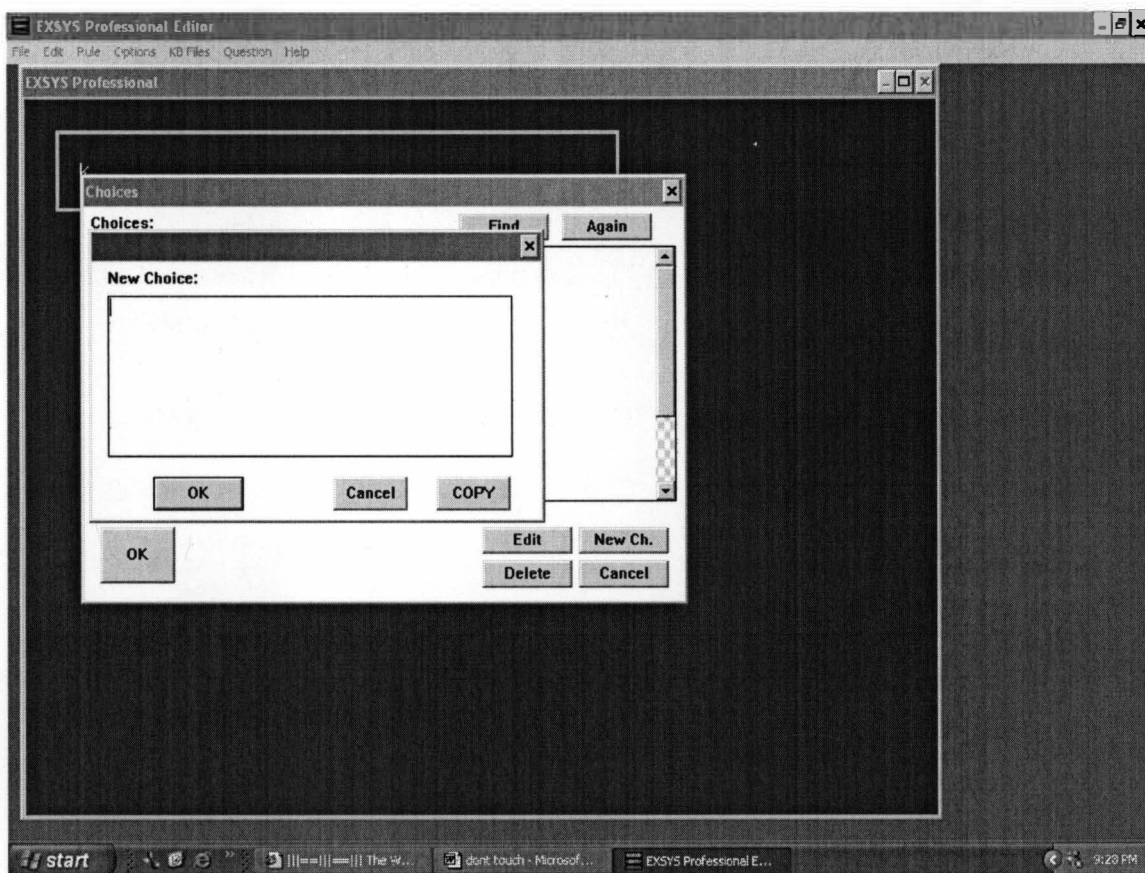 EXSYS Professional Editor
File Edit Rule Options KB Files Question Help
EXSYS Professional
Choices
Choices:
Find
Again
New Choice:
OK
Cancel
COPY
OK
Edit
New Ch.
Delete
Cancel
start
|||==|||==||| The W...
dont touch - Microsof...
EXSYS Professional E...
9:28 PM